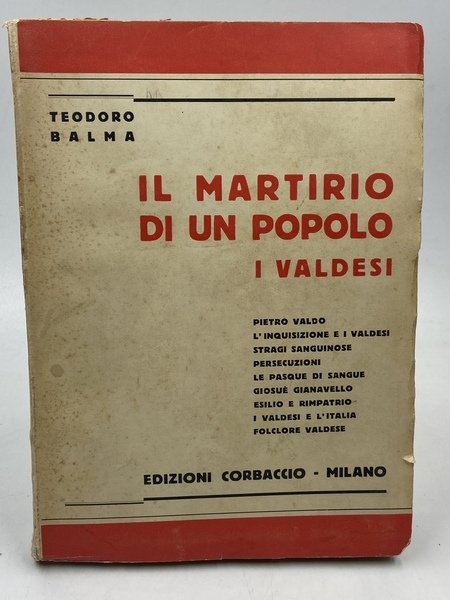 TEODORO
BALMA
IL MARTIRIO
DI UN POPOLO
I VALDESI
PIETRO VALDO
L'INQUISIZIONE E I VALDESI
STRAGI SANGUINOSE
PERSECUZIONI
LE PASQUE DI SANGUE
GIOSUÈ GIANAVELLO
ESILIO E RIMPATRIO
I VALDESI E L'ITALIA
FOLCLORE VALDESE
EDIZIONI CORBACCIO - MILANO